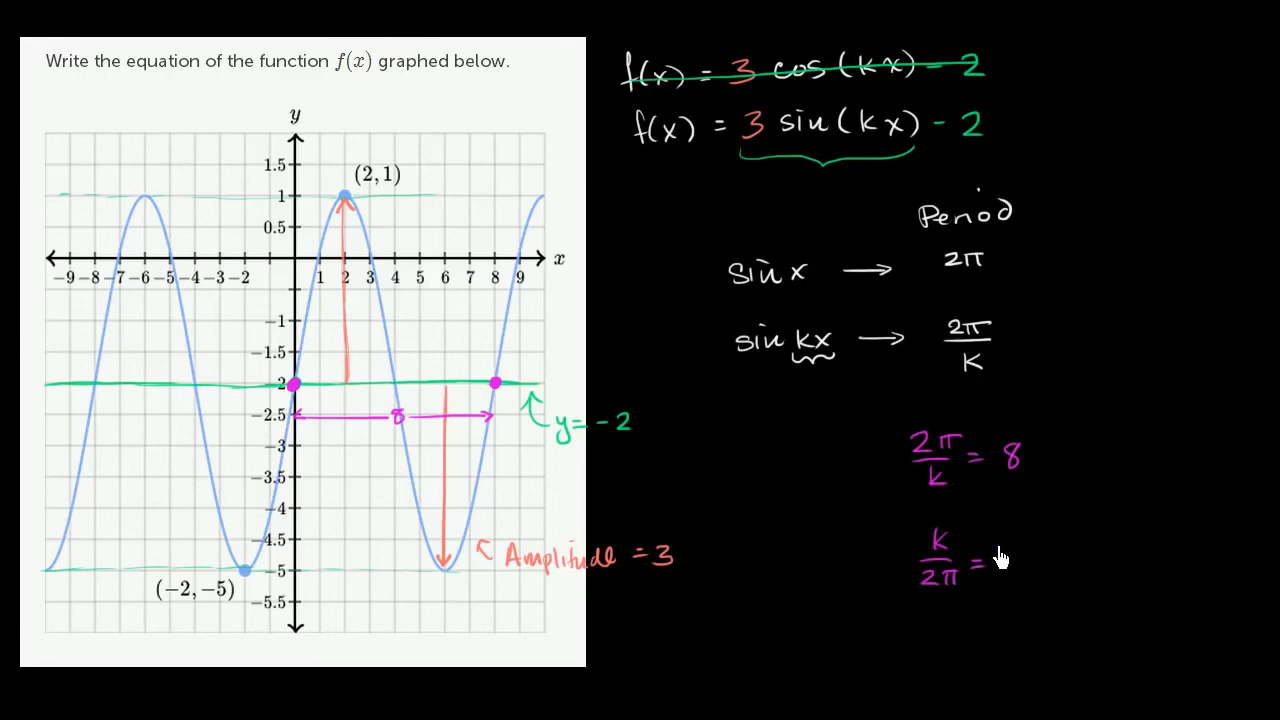 Write the equation of the function f(x) graphed below.
f(x) = 3 cos(kx) - 2
f(x) = 3 sin(kx) - 2
y
1.5
(2, 1)
1
0.5
x
-9 -8 -7 -6 -5 -4 -3 -2 1 2 3 4 5 6 7 8 9
-1
-1.5
-2
-2.5
8
y = -2
-3
-3.5
-4
-4.5
Amplitude = 3
-5
(-2, -5)
-5.5
Period
sin x → 2π
sin kx → 2π/k
2π/k = 8
k/2π =